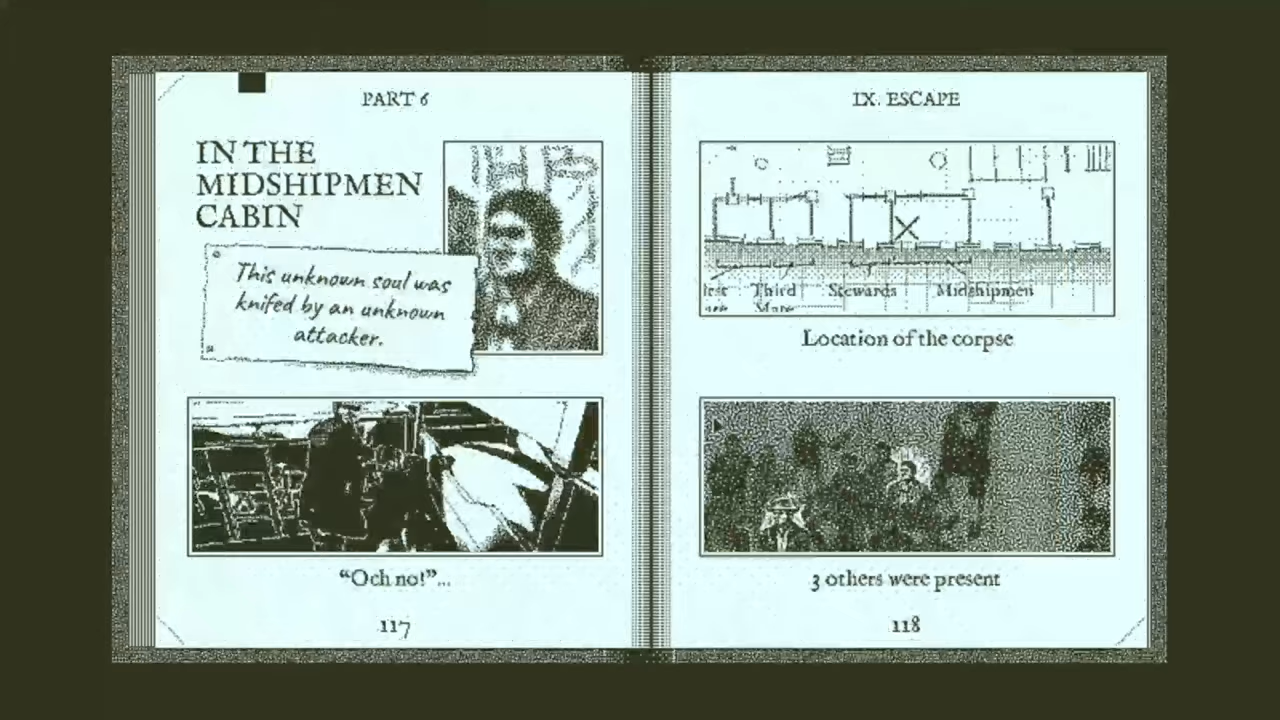 PART 6
IN THE
MIDSHIPMEN
CABIN
This unknown soul was
knifed by an unknown
attacker.
"Och no!"...
117
IX. ESCAPE
Third
Stewards
Midshipmen
Mate
Location of the corpse
3 others were present
118